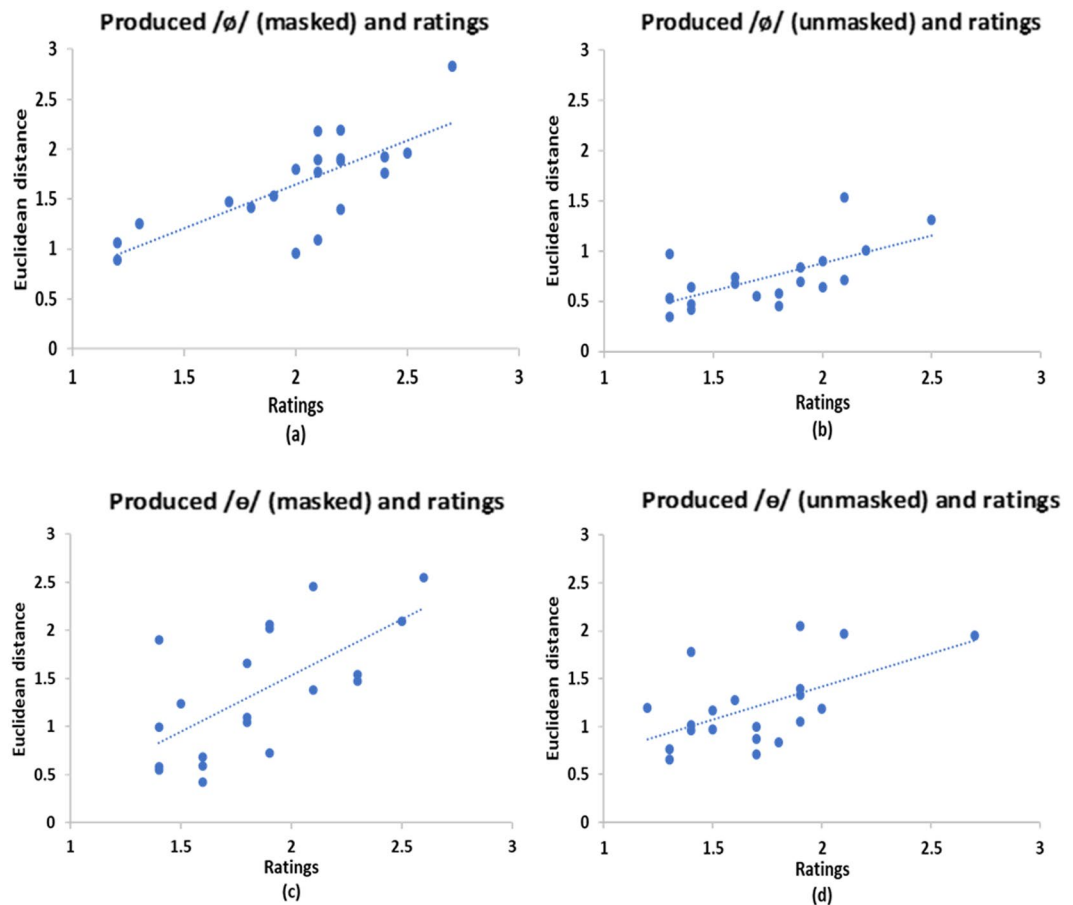 Produced /ø/ (masked) and ratings
Euclidean distance
3
2.5
2
1.5
1
0.5
0
1 1.5 2 2.5 3
Ratings
(a)
Produced /ø/ (unmasked) and ratings
Euclidean distance
3
2.5
2
1.5
1
0.5
0
1 1.5 2 2.5 3
Ratings
(b)
Produced /ɵ/ (masked) and ratings
Euclidean distance
3
2.5
2
1.5
1
0.5
0
1 1.5 2 2.5 3
Ratings
(c)
Produced /ɵ/ (unmasked) and ratings
Euclidean distance
3
2.5
2
1.5
1
0.5
0
1 1.5 2 2.5 3
Ratings
(d)